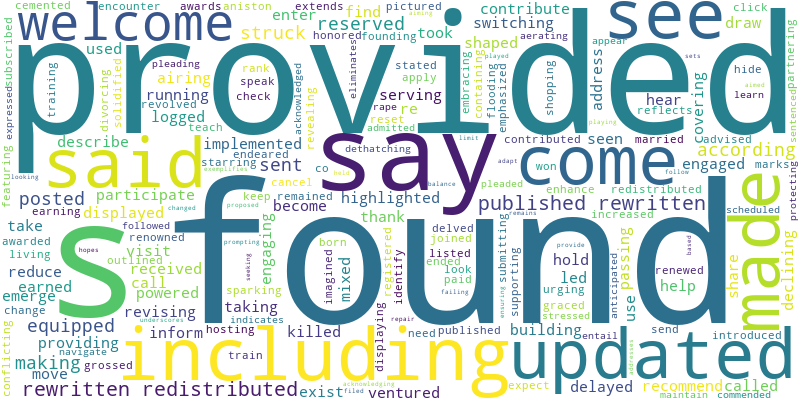 cemented encounter awards aniston extends pictured click
welcome struck enter reserved find switching contribute see draw
provided
subscribed expressed training used pleading divorcing solidified airing rank speak check running revolved logged teach describe
honored founding took stated apply eliminates rape reset admitted shaped re serving containing embracing emphasized flooding shopping address appear hide learn hear reflects covering
acknowledged revealing implemented endeared starring
aimed sets played playing aiming Partnering sentenced
said say come
dethatching limit aerating contributed seen married advised according engaged marks protecting
featuring looking participate sent co won adapt follow
exemplifies hold cancel balance pleaded enhance redistributed
posted displayed keep remained highlighted published rewritten
earning changed proposed become thank increased scheduled
s found made
take followed renowned awarded living outlined visit received
hopes prompting engaging born imagined mixed registered delved joined listed ended look paid identify seeking
remains provide based submitting supporting hold led urging anticipated graced stressed passing use share renewed help declining
reduce earned call emerge change powered sparking
underscores indicates taking revising
equipped inform hosting killed displaying repair failing need published building ensuring entail send introduced
conflicting providing navigate including updated addresses
making move grossed train expect delayed recommend called
rewritten redistributed exist filed acknowledging ventured maintain commended